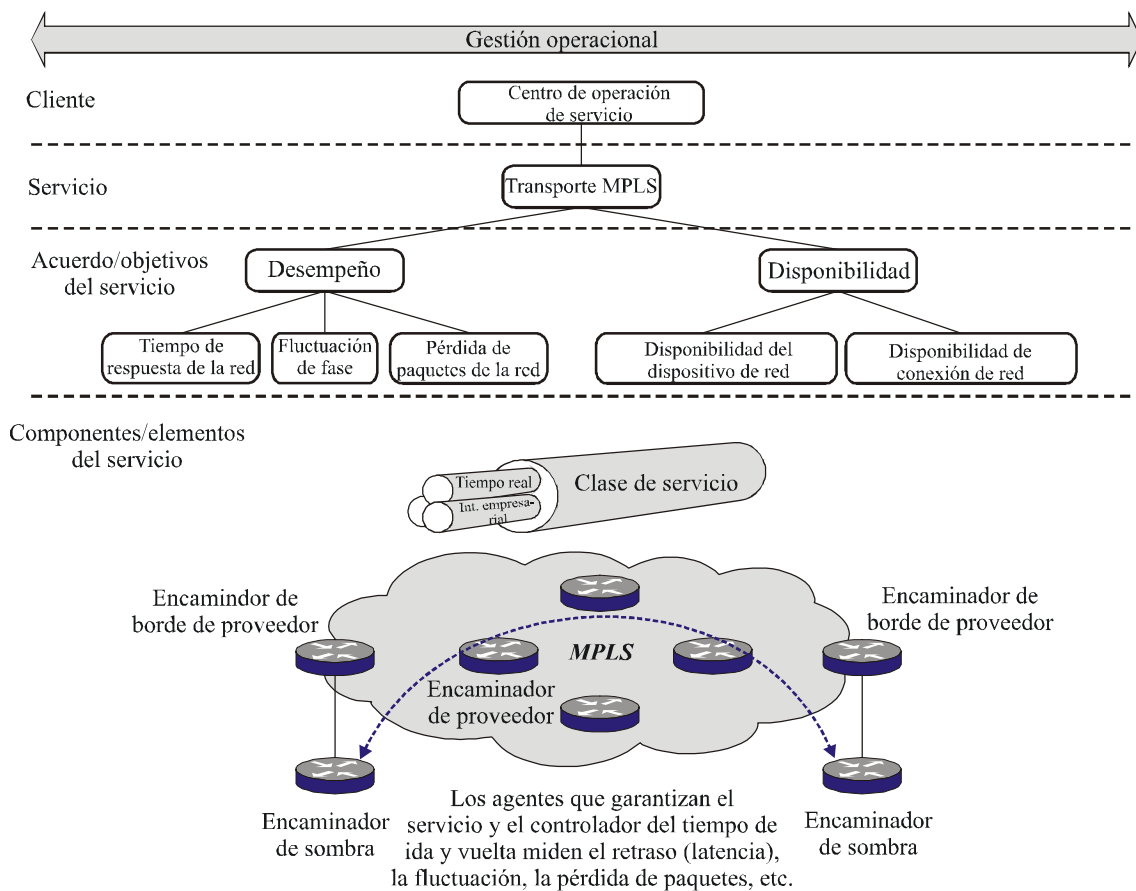 Gestión operacional
Cliente
Centro de operación
de servicio
Servicio
Transporte MPLS
Acuerdo/objetivos
del servicio
Desempeño
Disponibilidad
Tiempo de
respuesta de la red
Fluctuación
de fase
Pérdida de
paquetes de la red
Disponibilidad del
dispositivo de red
Disponibilidad de
conexión de red
Componentes/elementos
del servicio
Tiempo real
Int. empresa-
rial
Clase de servicio
Encamindor de
borde de proveedor
Encaminador de
borde de proveedor
MPLS
Encaminador
de proveedor
Encaminador
de sombra
Los agentes que garantizan el
servicio y el controlador del tiempo de
ida y vuelta miden el retraso (latencia),
la fluctuación, la pérdida de paquetes, etc.
Encaminador
de sombra